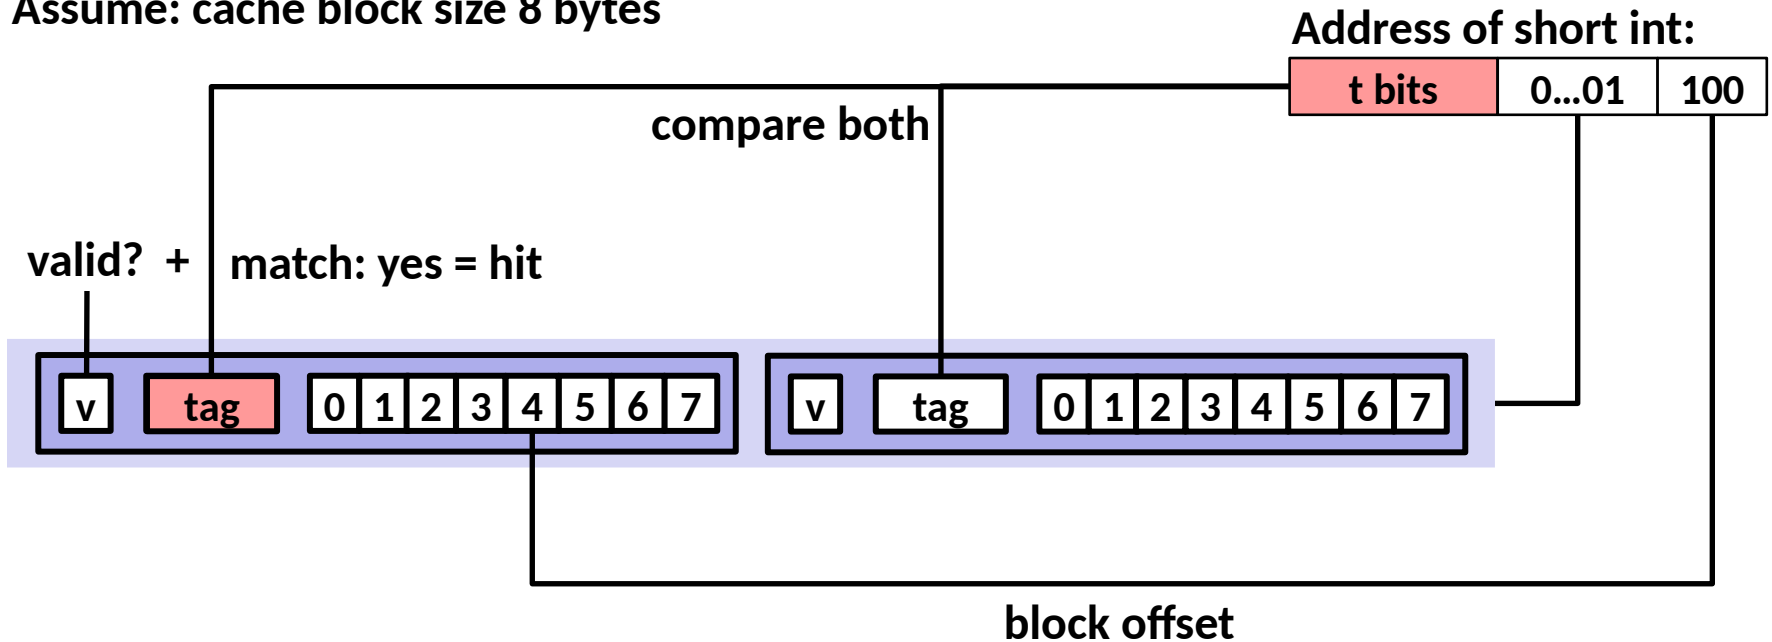 Assume: cache block size 8 bytes
Address of short int:
t bits 0...01 100
compare both
valid? + match: yes = hit
v tag 0 1 2 3 4 5 6 7 v tag 0 1 2 3 4 5 6 7
block offset